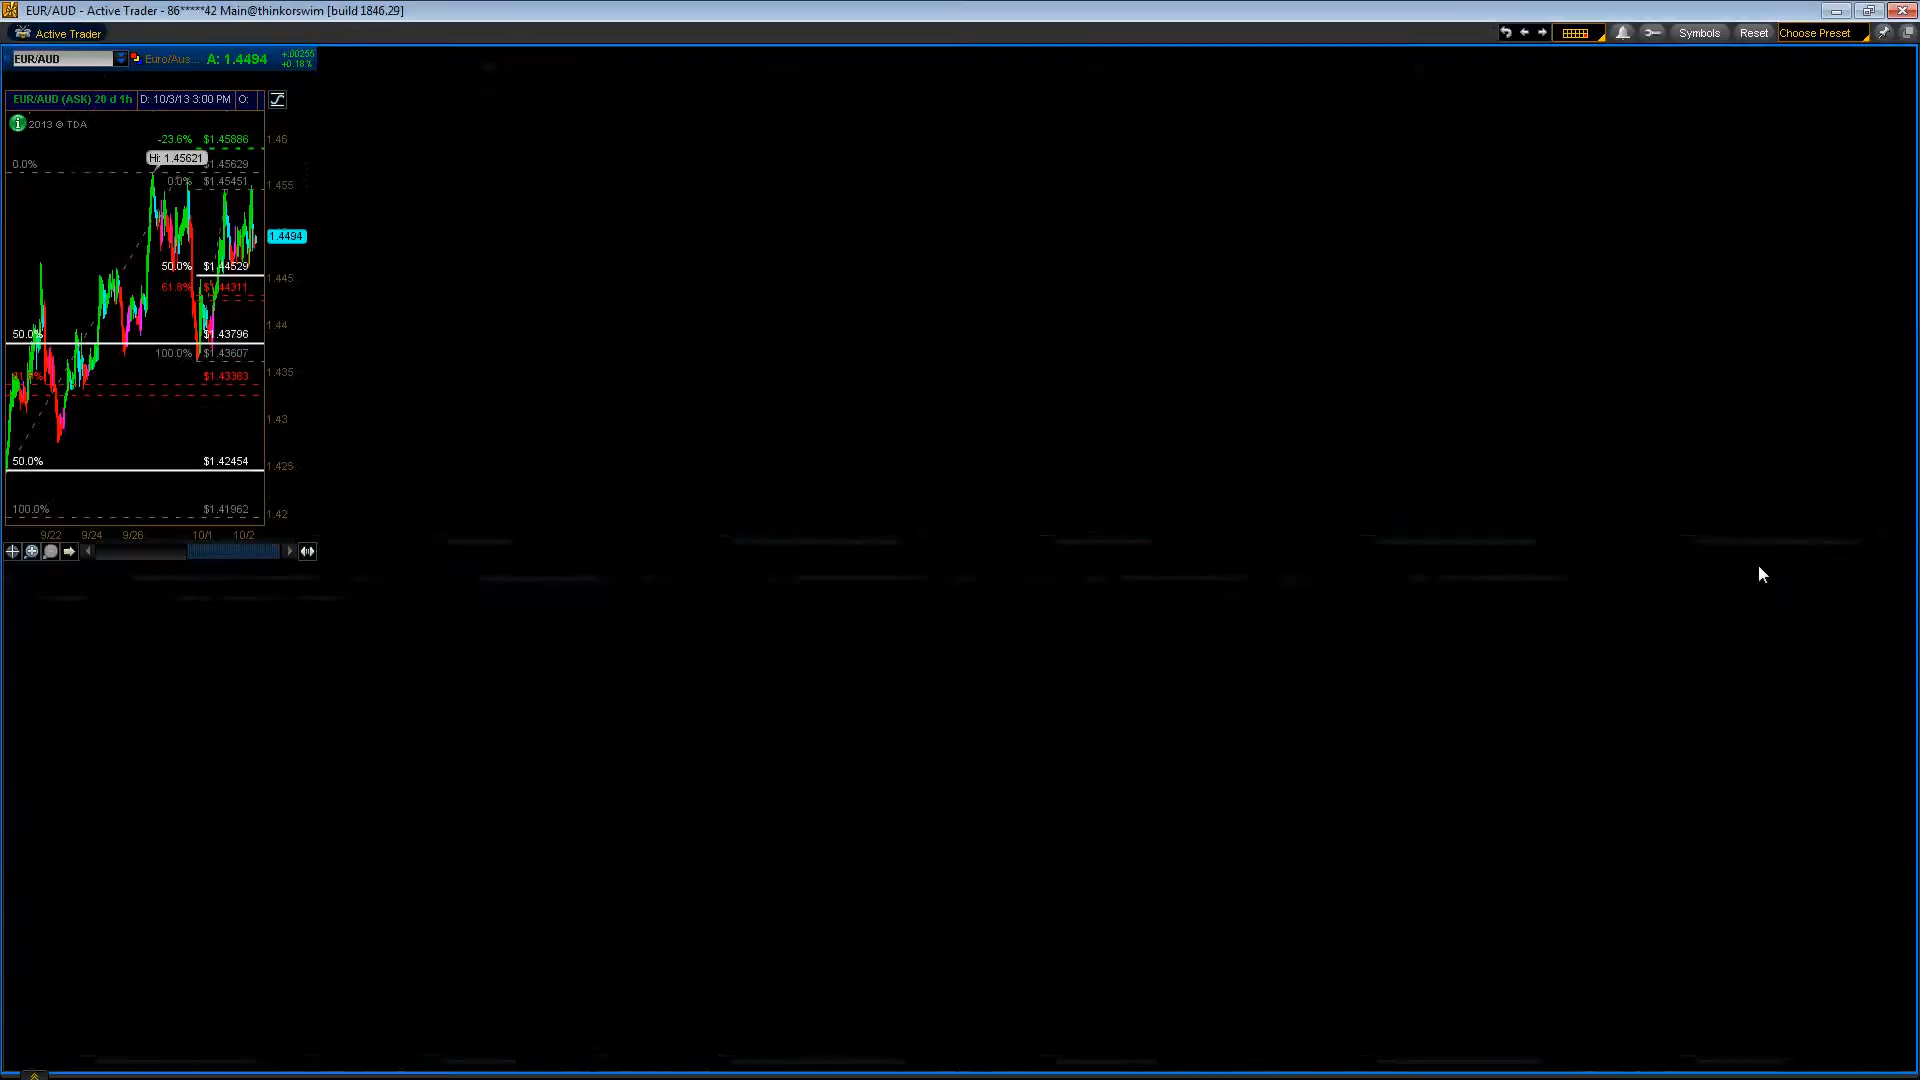 EUR/AUD - Active Trader - 86*****42 Main@thinkorswim [build 1846.29]
Active Trader
Symbols
Reset
Choose Preset
EUR/AUD
Euro/Aus...
A: 1.4494
+.00255
+0.18%
EUR/AUD (ASK) 20 d 1h
D: 10/3/13 3:00 PM
O:
2013 © TDA
-23.6% $1.45886
1.46
Hi: 1.45621
0.0% $1.45629
0.0% $1.45451
1.455
1.4494
50.0% $1.44529
1.445
61.8% $1.44311
1.44
50.0% $1.43796
100.0% $1.43607
1.435
$1.43363
1.43
50.0% $1.42454
1.425
100.0% $1.41962
1.42
9/22 9/24 9/26 10/1 10/2